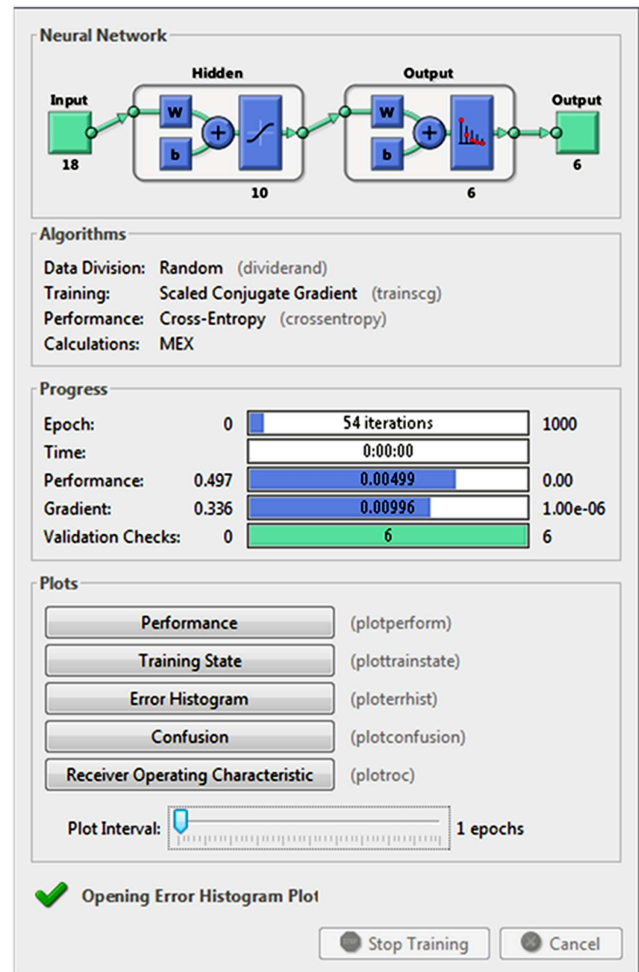 Neural Network
Hidden
Output
Input
Output
W
W
b
b
18
10
6
6
Algorithms
Data Division: Random (dividerand)
Training: Scaled Conjugate Gradient (trainscg)
Performance: Cross-Entropy (crossentropy)
Calculations: MEX
Progress
Epoch: 0 54 iterations 1000
Time: 0:00:00
Performance: 0.497 0.00499 0.00
Gradient: 0.336 0.00996 1.00e-06
Validation Checks: 0 6 6
Plots
Performance (plotperform)
Training State (plottrainstate)
Error Histogram (ploterrhist)
Confusion (plotconfusion)
Receiver Operating Characteristic (plotroc)
Plot Interval: 1 epochs
Opening Error Histogram Plot
Stop Training Cancel